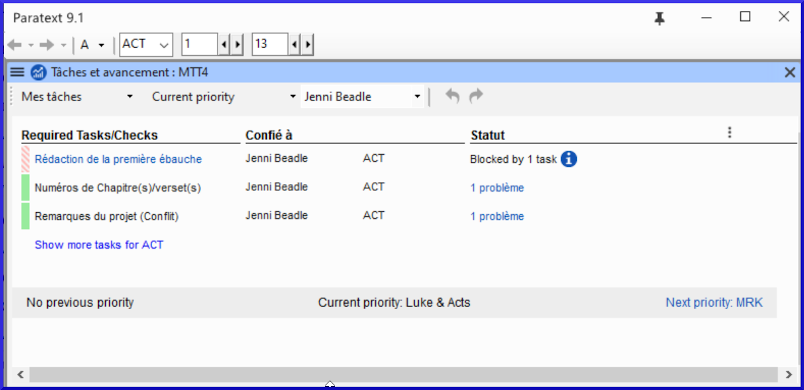 Paratext 9.1
A ACT 1 13
Tâches et avancement : MTT4
Mes tâches Current priority Jenni Beadle
Required Tasks/Checks Confié à Statut
Rédaction de la première ébauche Jenni Beadle ACT Blocked by 1 task
Numéros de Chapitre(s)/verset(s) Jenni Beadle ACT 1 problème
Remarques du projet (Conflit) Jenni Beadle ACT 1 problème
Show more tasks for ACT
No previous priority Current priority: Luke & Acts Next priority: MRK